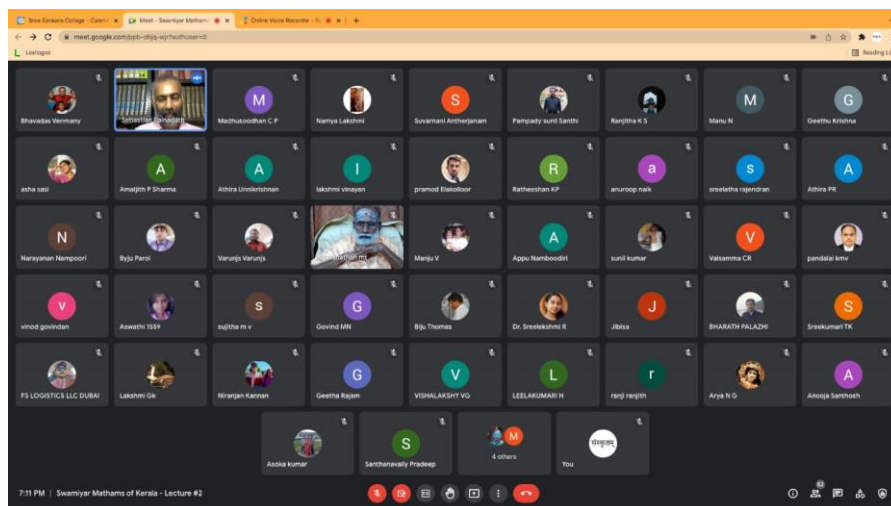 Sree Sankara College - Calen
Meet - Swamiyar Matham
Online Voice Recorder
meet.google.com/bpb-dhjq-wjr?authuser=0
Lexilogos
Reading Li
Bhavadas Venmany
Sebastian Painadath
M
Madhusoodhan C P
Namya Lakshmi
S
Suvarnani Antherjanam
Pampady sunil Santhi
Ranjitha K S
M
Manu N
G
Geethu Krishna
asha sasi
A
Amaljith P Sharma
A
Athira Unnikrishnan
l
lakshmi vinayan
pramod Elakolloor
R
Ratheeshan KP
a
anuroop naik
s
sreelatha rajendran
A
Athira PR
N
Narayanan Nampoori
Byju Parol
Varunjs Varunjs
Manju V
A
Appu Namboodiri
sunil kumar
V
Valsamma CR
pandalai kmv
v
vinod govindan
Aswathi 1559
s
sujitha m v
G
Govind MN
Biju Thomas
Dr. Sreelekshmi R
J
Jibisa
BHARATH PALAZHI
S
Sreekumari TK
FS LOGISTICS LLC DUBAI
Lakshmi Gk
Niranjan Kannan
G
Geetha Rajam
V
VISHALAKSHY VG
L
LEELAKUMARI H
r
ranji ranjith
Arya N G
A
Anooja Santhosh
Asoka kumar
S
Santhanavally Pradeep
M
4 others
संस्कृतम्
You
7:11 PM | Swamiyar Mathams of Kerala - Lecture #2
52